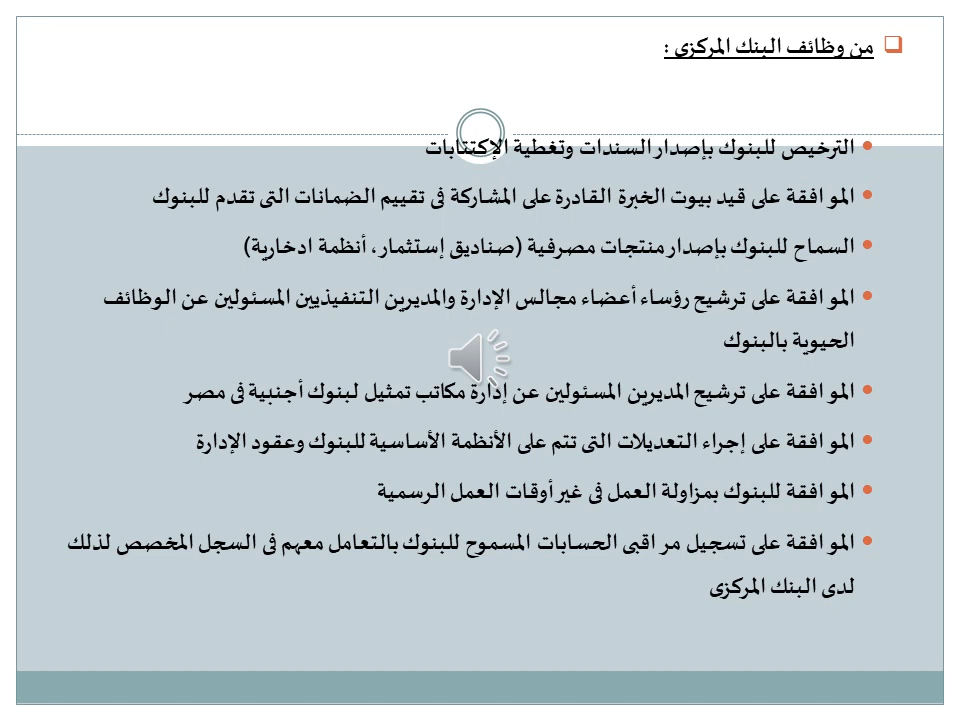 من وظائف البنك المركزى :
الترخيص للبنوك بإصدار السندات وتغطية الإكتتابات
الموافقة على قيد بيوت الخبرة القادرة على المشاركة فى تقييم الضمانات التى تقدم للبنوك
السماح للبنوك بإصدار منتجات مصرفية (صناديق إستثمار، أنظمة ادخارية)
الموافقة على ترشيح رؤساء أعضاء مجالس الإدارة والمديرين التنفيذيين المسئولين عن الوظائف
الحيوية بالبنوك
الموافقة على ترشيح المديرين المسئولين عن إدارة مكاتب تمثيل لبنوك أجنبية فى مصر
الموافقة على إجراء التعديلات التى تتم على الأنظمة الأساسية للبنوك وعقود الإدارة
الموافقة للبنوك بمزاولة العمل فى غير أوقات العمل الرسمية
الموافقة على تسجيل مراقبى الحسابات المسموح للبنوك بالتعامل معهم فى السجل المخصص لذلك
لدى البنك المركزى